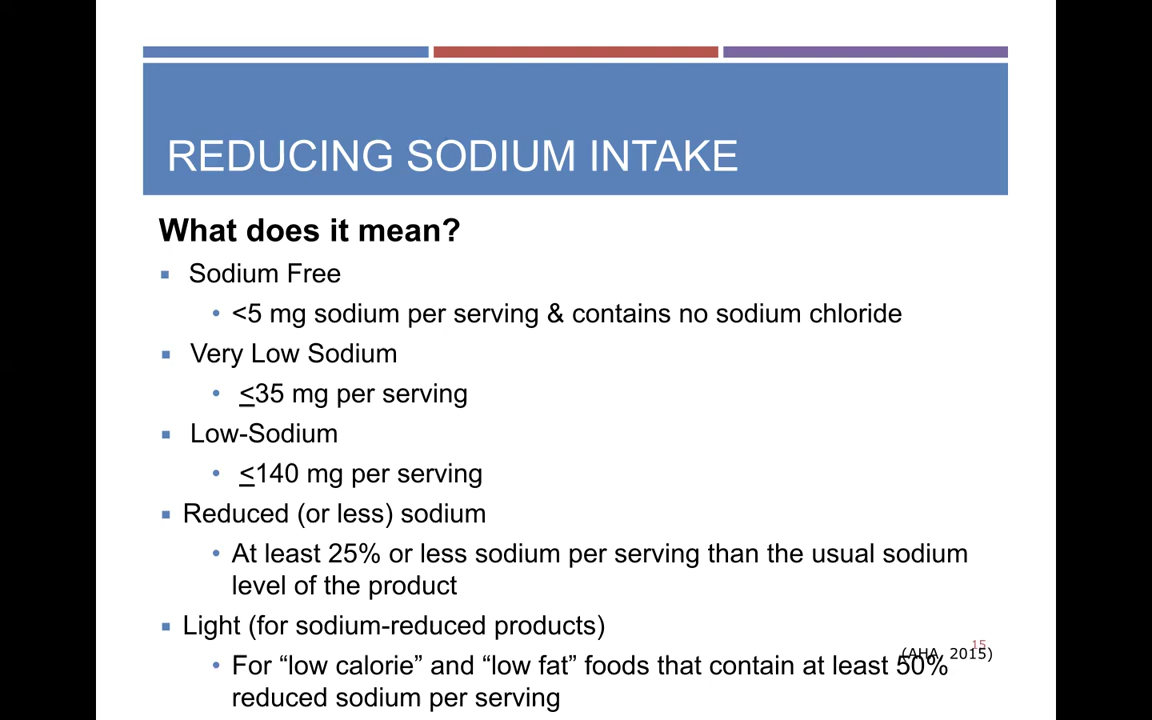 REDUCING SODIUM INTAKE
What does it mean?
Sodium Free
<5 mg sodium per serving & contains no sodium chloride
Very Low Sodium
≤35 mg per serving
Low-Sodium
≤140 mg per serving
Reduced (or less) sodium
At least 25% or less sodium per serving than the usual sodium
level of the product
Light (for sodium-reduced products)
15
(AHA, 2015)
For “low calorie” and “low fat” foods that contain at least 50%
reduced sodium per serving